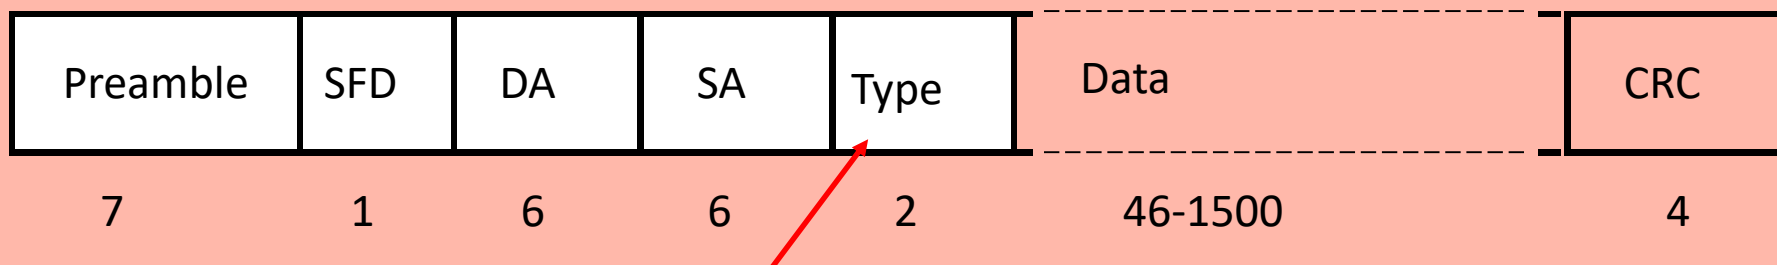 Preamble SFD DA SA Type Data CRC
7 1 6 6 2 46-1500 4